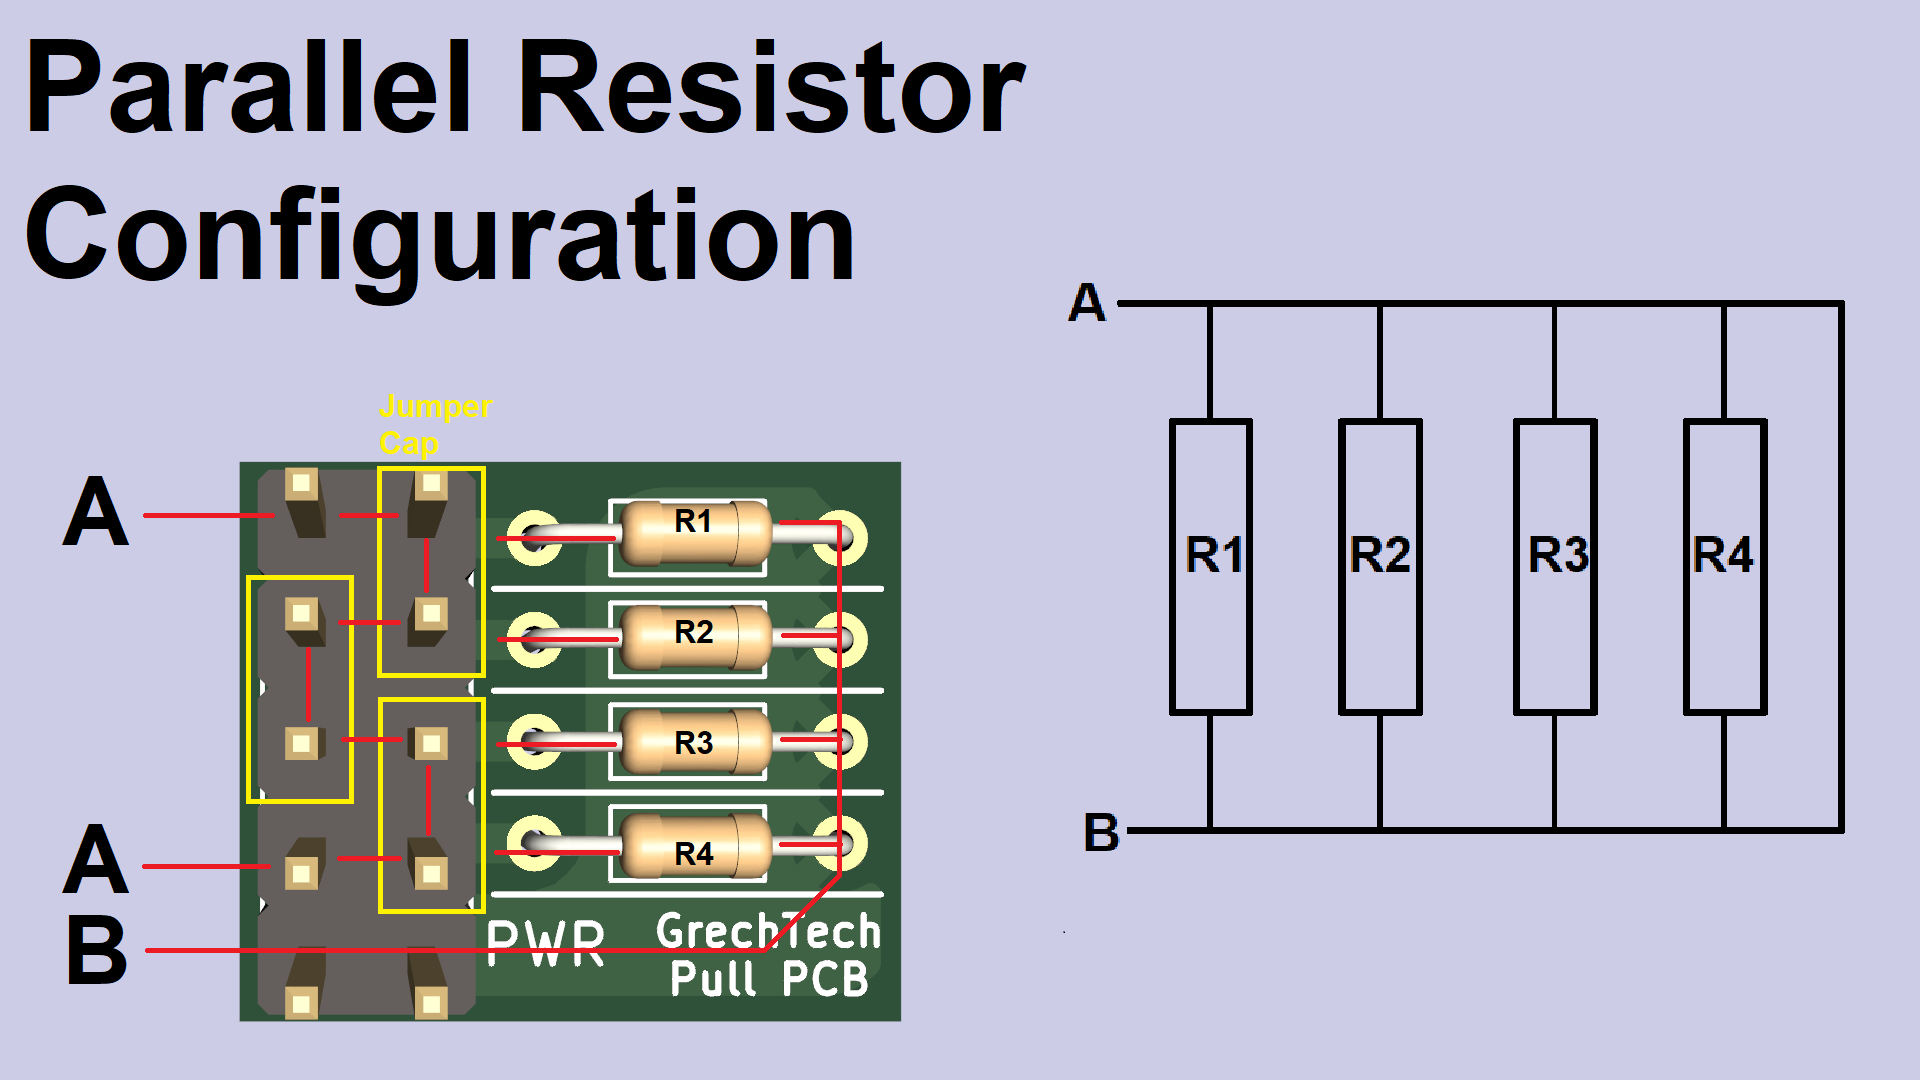 Parallel Resistor
Configuration
Jumper
Cap
A
A
B
R1
R2
R3
R4
PWR
GrechTech
Pull PCB
A
R1
R2
R3
R4
B